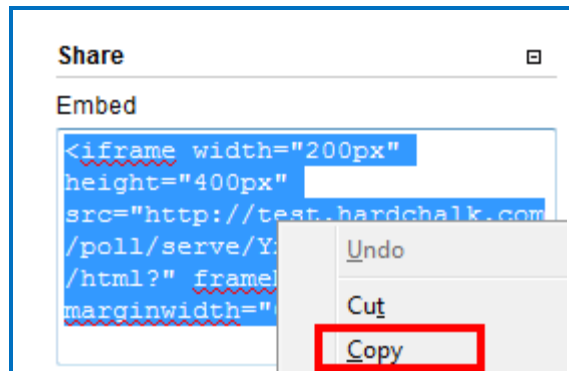 Share
Embed
<iframe width="200px"
height="400px"
src="http://test.hardchalk.com
/poll/serve/
/html?"
marginwidth="
Undo
Cut
Copy